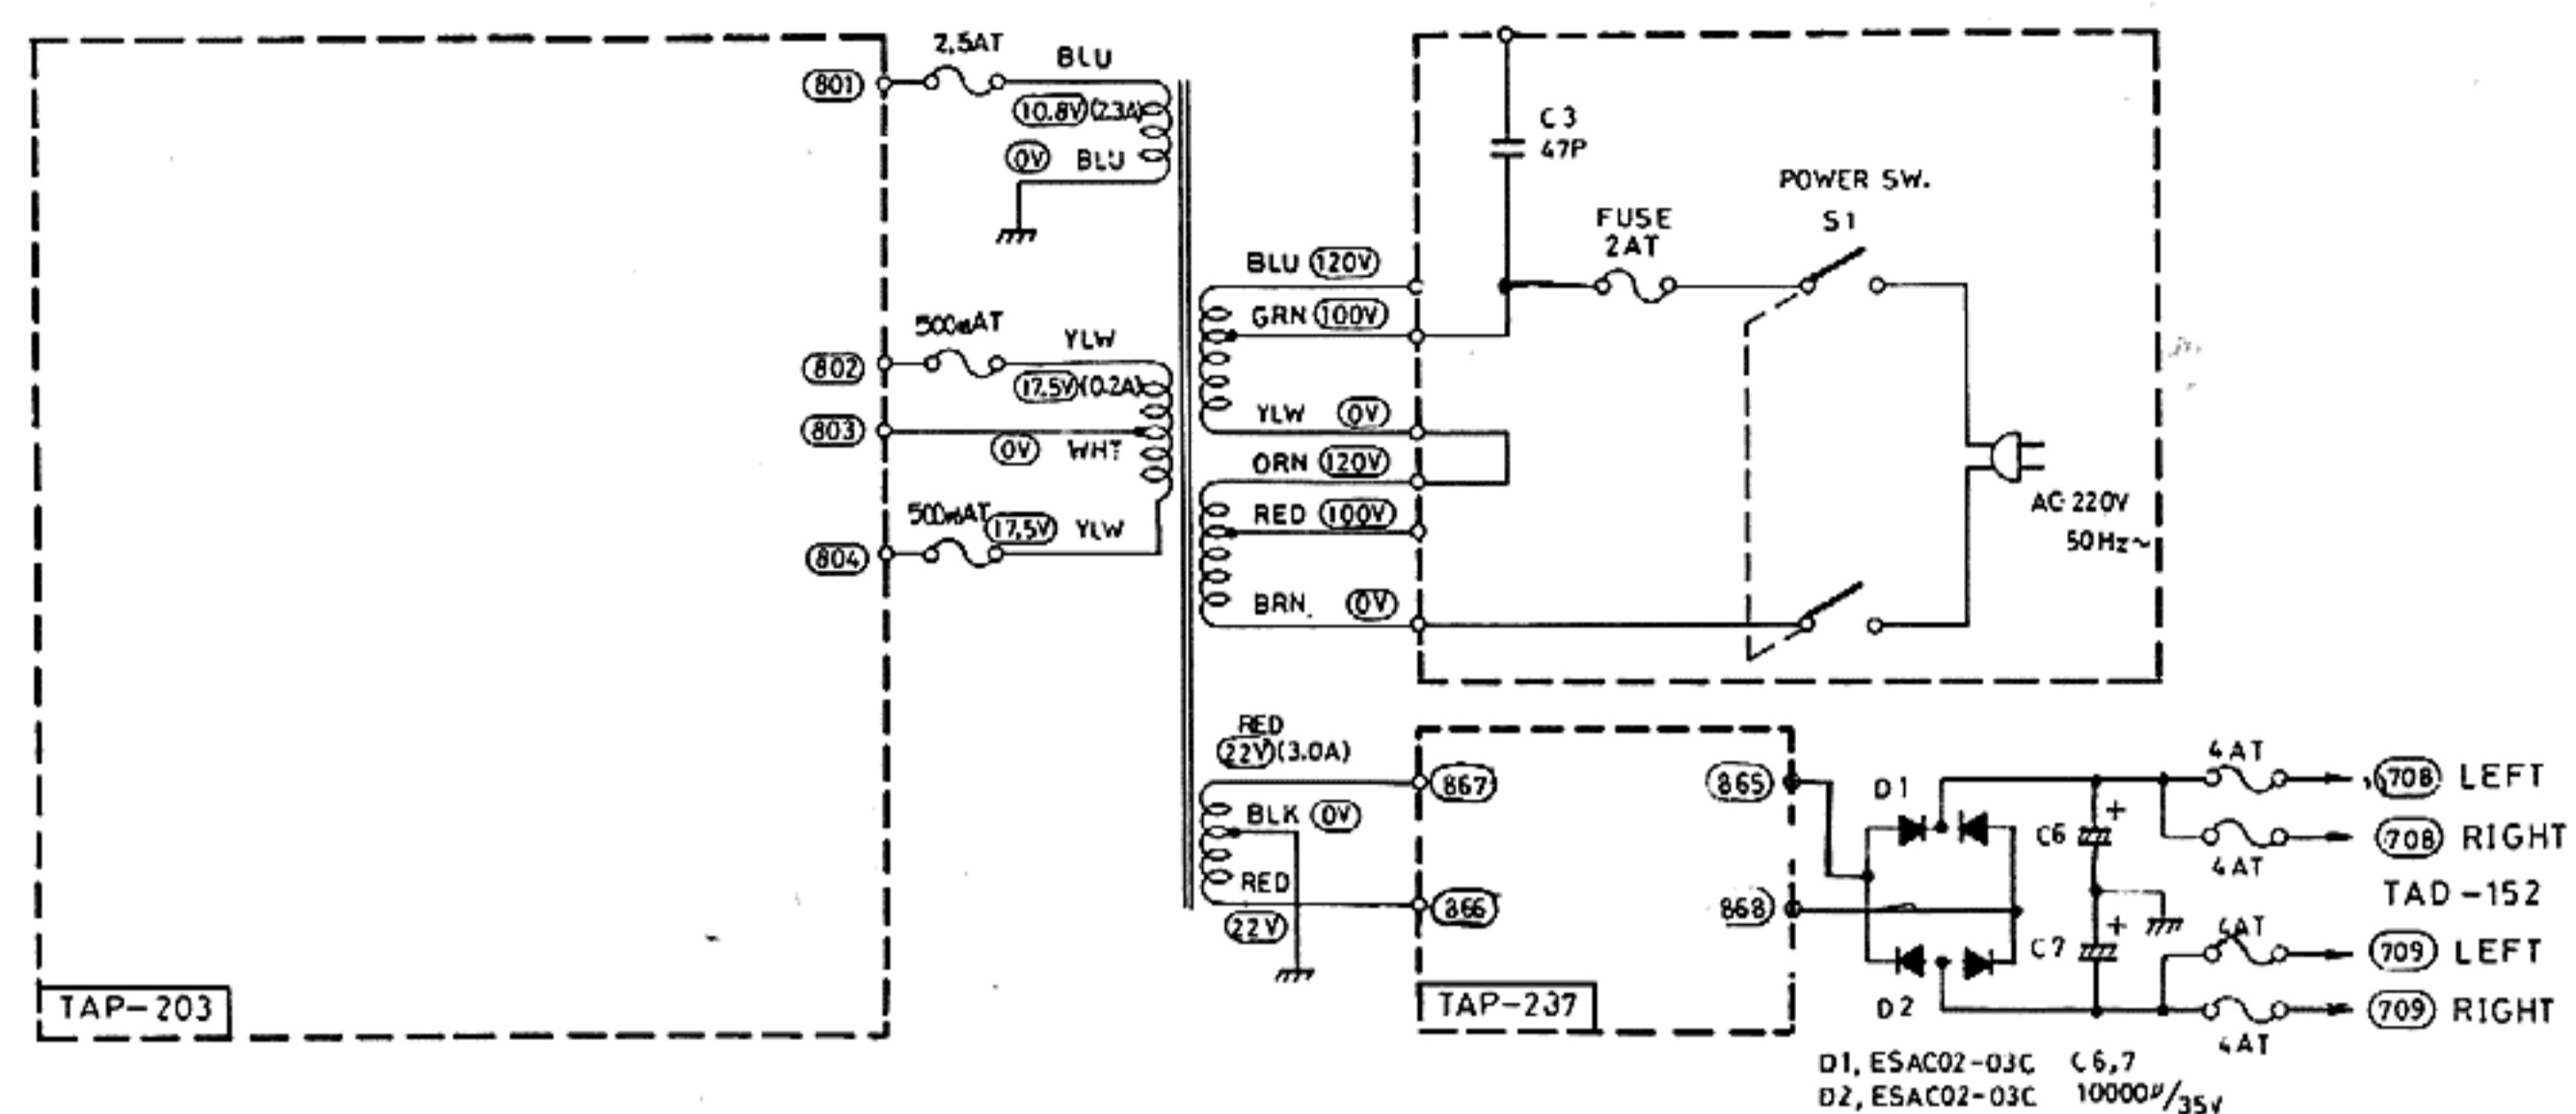 2.5AT
BLU
801
10.8V (2.3A)
C3
47P
0V BLU
POWER SW.
S1
FUSE
2AT
BLU 120V
GRN 100V
500mAT
YLW
802
17.5V (0.2A)
YLW 0V
803
0V WHT
ORN 120V
RED 100V
AC 220V
50Hz~
500mAT
17.5V YLW
804
BRN. 0V
RED
22V (3.0A)
867
865
D1
4AT
708 LEFT
BLK 0V
C6
+
708 RIGHT
4AT
TAD-152
RED
866
868
22V
C7
+
4AT
709 LEFT
TAP-203
TAP-237
D2
709 RIGHT
4AT
D1, ESAC02-03C C6,7
D2, ESAC02-03C 10000μ/35V